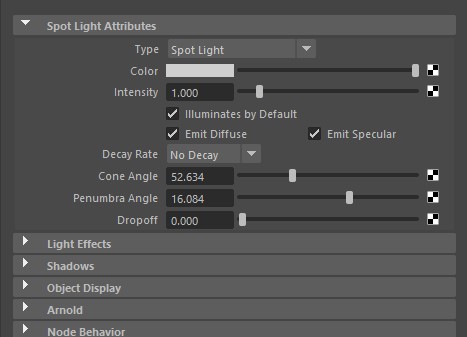 Spot Light Attributes
Type Spot Light
Color
Intensity 1.000
Illuminates by Default
Emit Diffuse Emit Specular
Decay Rate No Decay
Cone Angle 52.634
Penumbra Angle 16.084
Dropoff 0.000
Light Effects
Shadows
Object Display
Arnold
Node Behavior